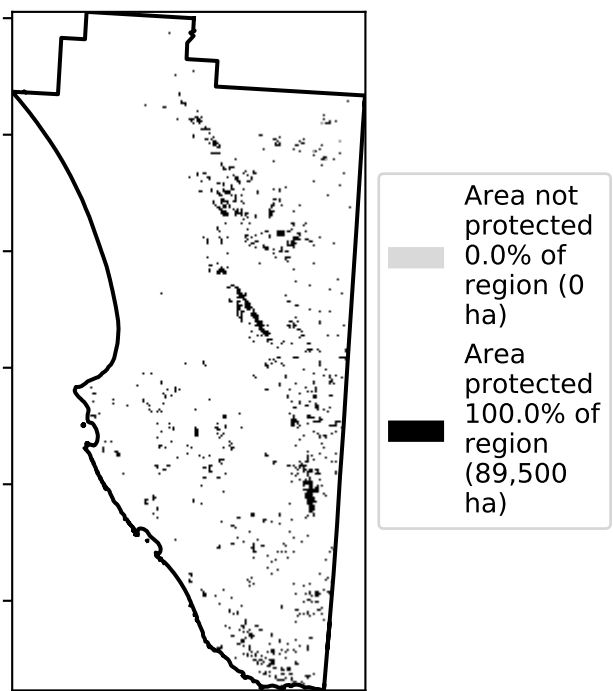 Area not
protected
0.0% of
region (0
ha)
Area
protected
100.0% of
region
(89,500
ha)